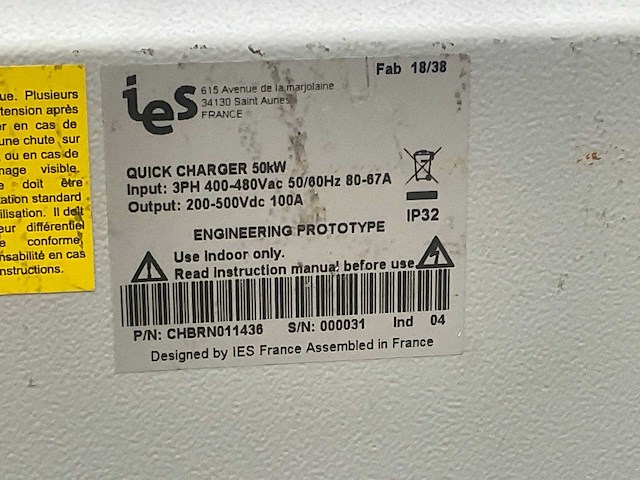 ue. Plusieurs
tension après
er en cas de
une chute sur
ou en cas de
nage visible.
e doit être
ation standard
ilisation. Il doit
eur différentiel
e conforme,
nsabilité en cas
nstructions.
ies
615 Avenue de la marjolaine
34130 Saint Aunes
FRANCE
Fab 18/38
QUICK CHARGER 50kW
Input: 3PH 400-480Vac 50/60Hz 80-67A
Output: 200-500Vdc 100A
IP32
ENGINEERING PROTOTYPE
Use Indoor only.
Read Instruction manual before use
P/N: CHBRN011436 S/N: 000031 Ind 04
Designed by IES France Assembled in France